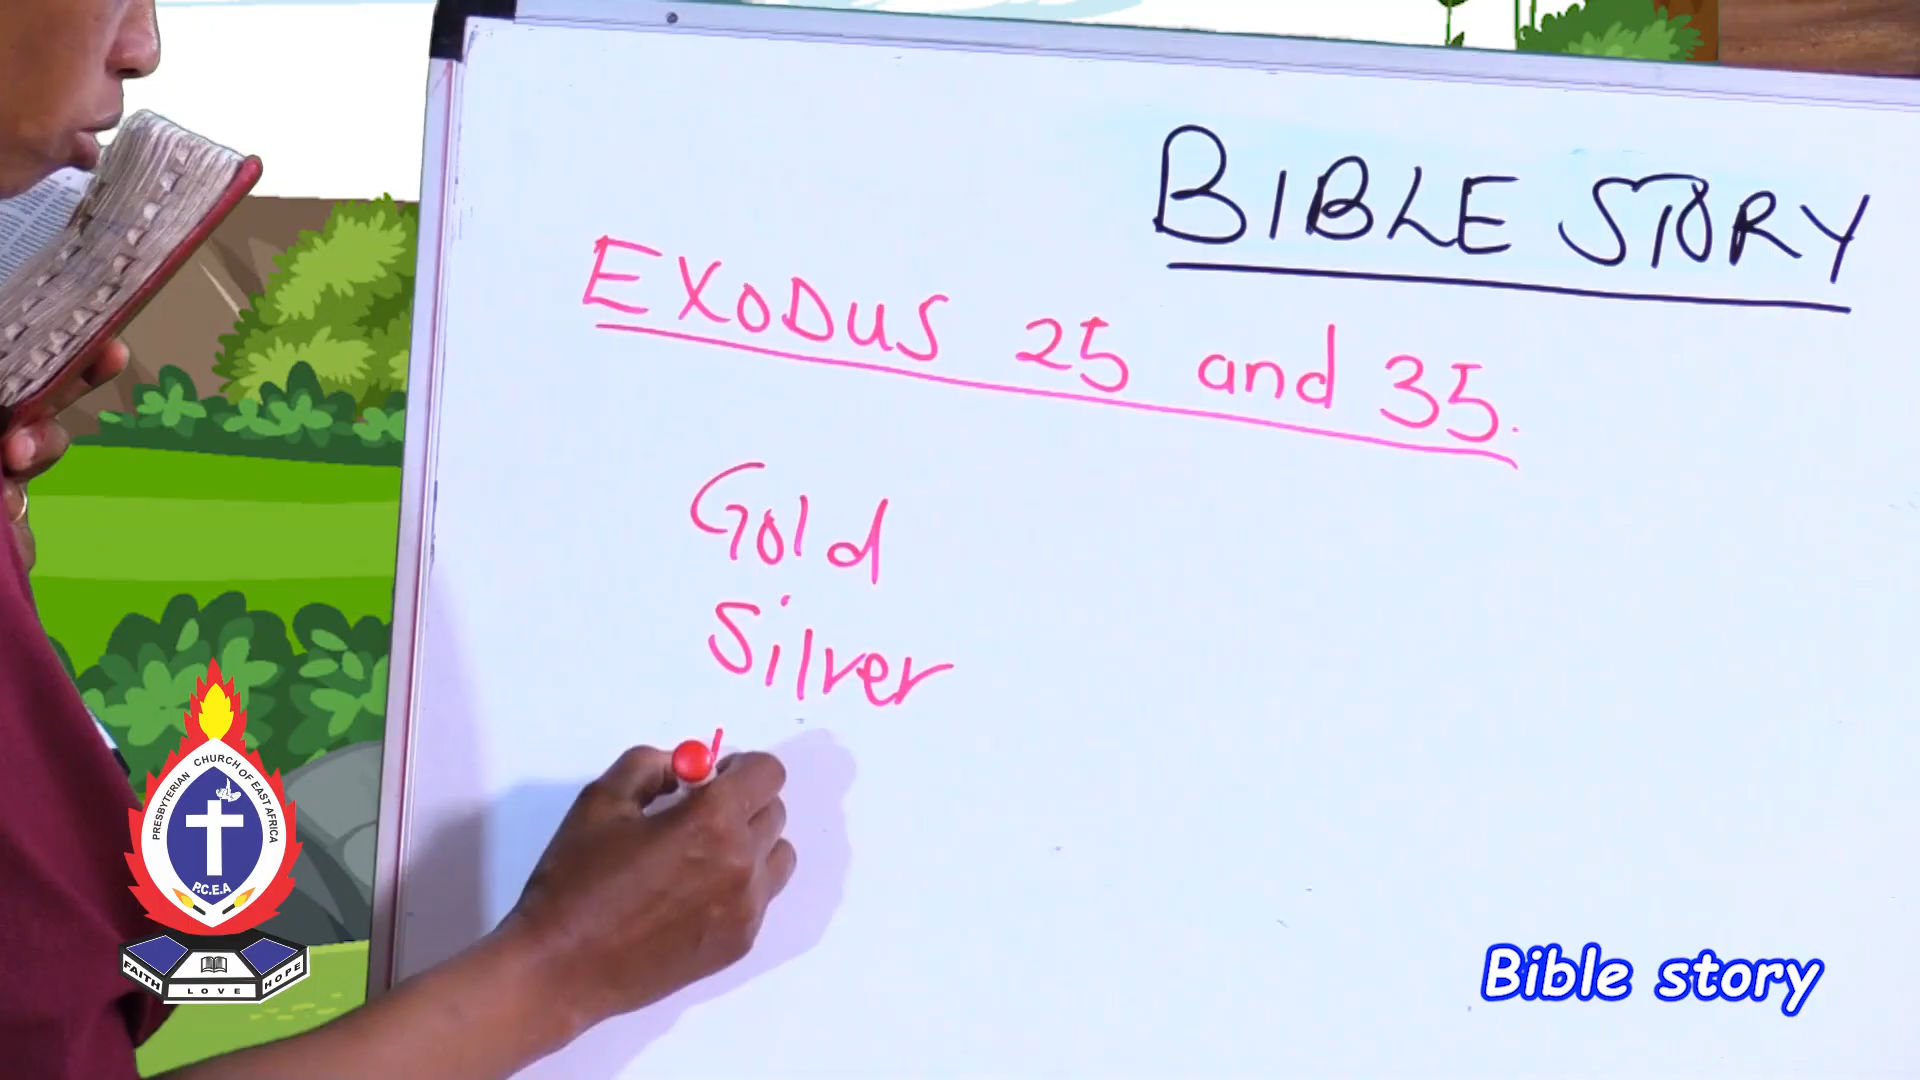 BIBLE STORY
EXODUS 25 and 35.
Gold
Silver
PRESBYTERIAN CHURCH OF EAST AFRICA
P.C.E.A
FAITH
LOVE
HOPE
Bible story